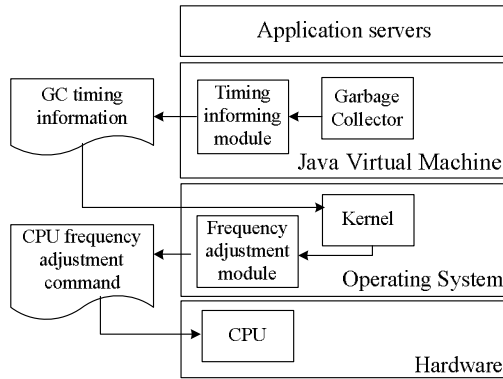 Application servers
GC timing
information
Timing
informing
module
Garbage
Collector
Java Virtual Machine
Kernel
CPU frequency
adjustment
command
Frequency
adjustment
module
Operating System
CPU
Hardware